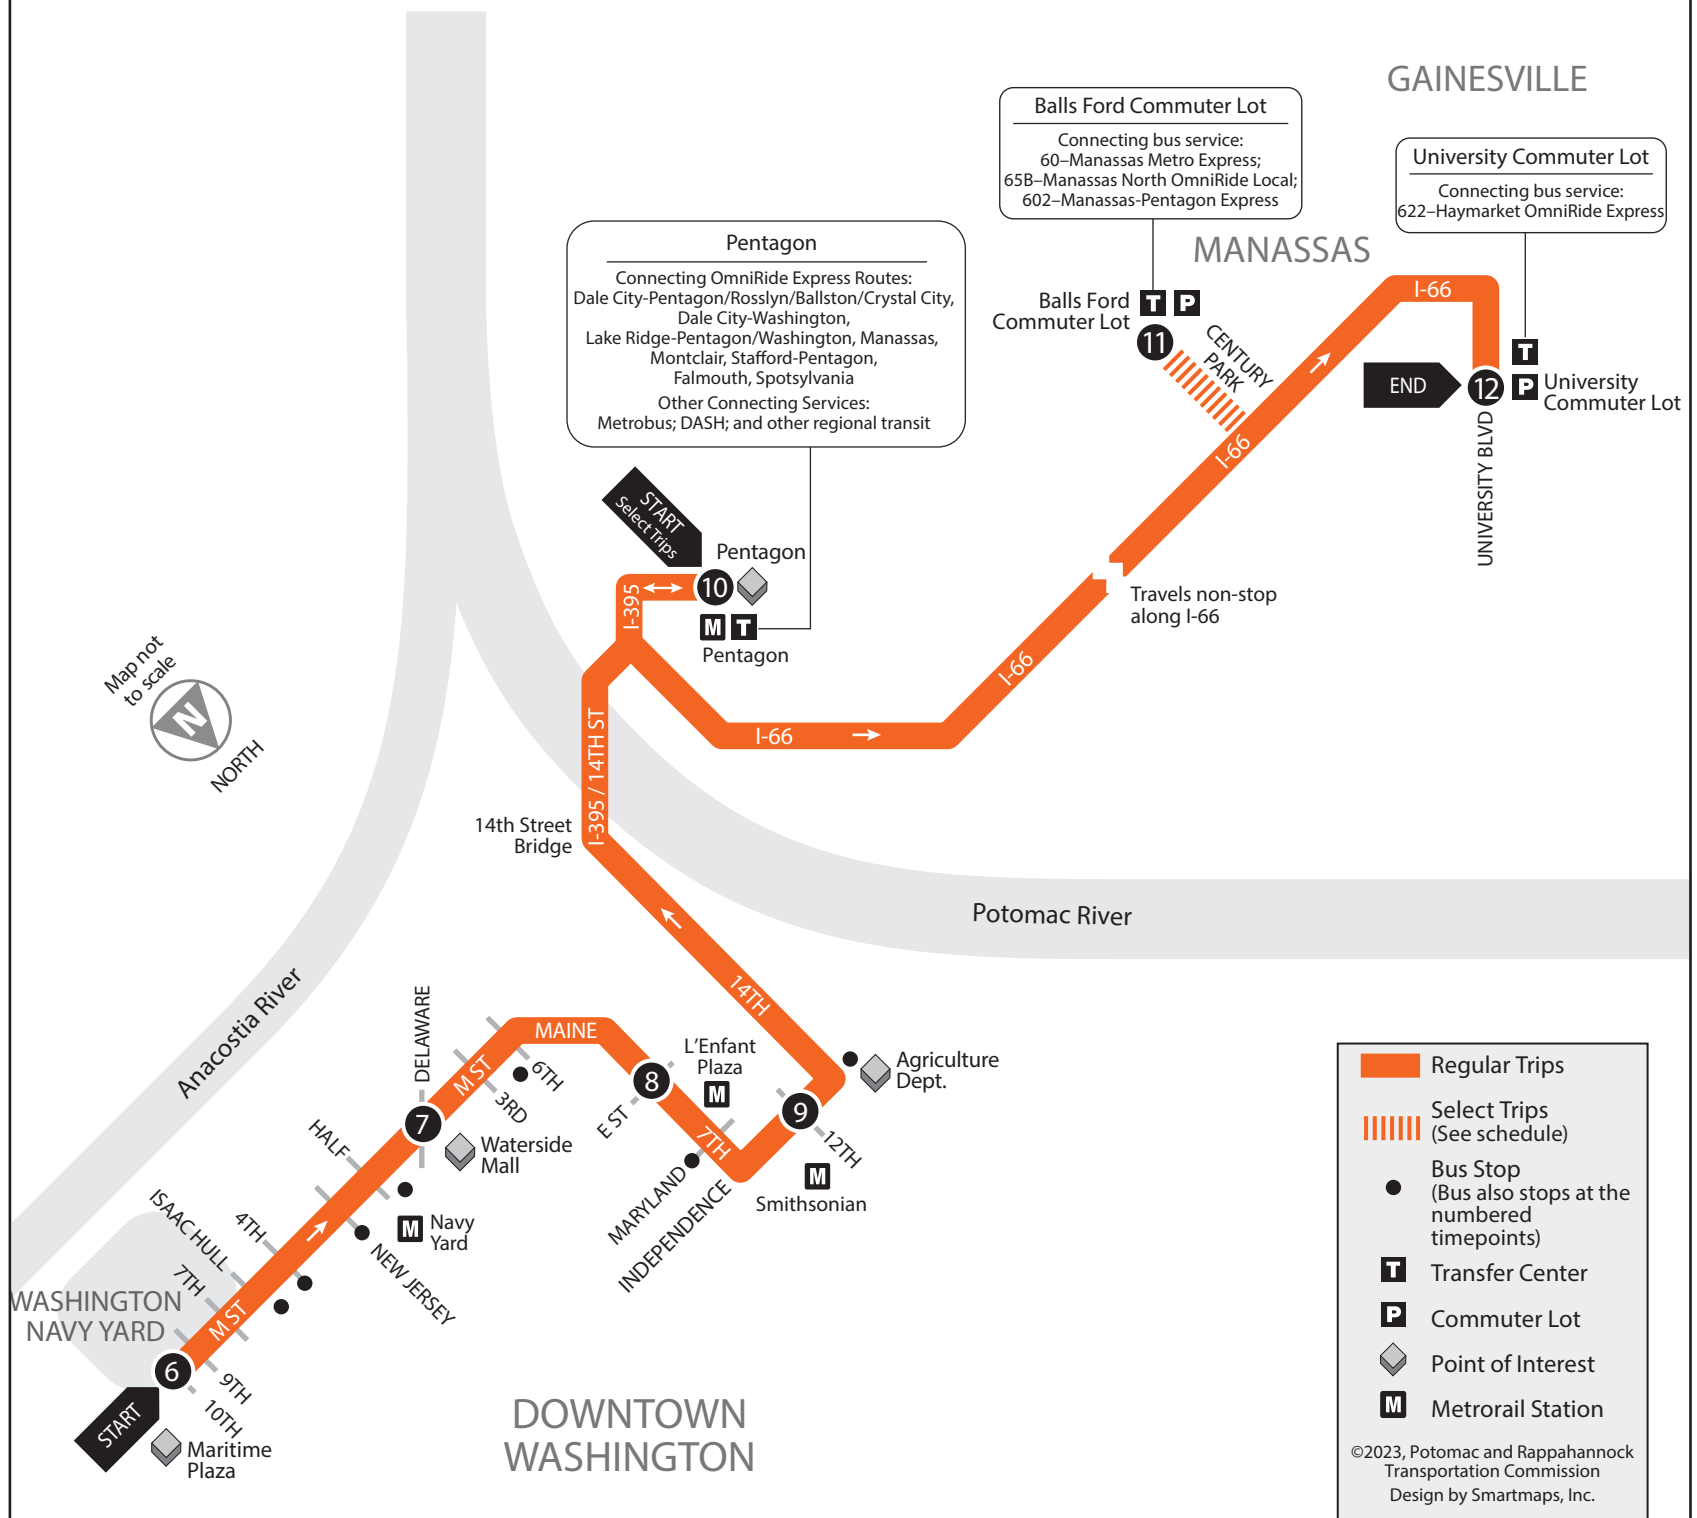 GAINESVILLE
Balls Ford Commuter Lot
Connecting bus service:
60–Manassas Metro Express;
65B–Manassas North OmniRide Local;
602–Manassas-Pentagon Express
University Commuter Lot
Connecting bus service:
622–Haymarket OmniRide Express
MANASSAS
Pentagon
Connecting OmniRide Express Routes:
Dale City-Pentagon/Rosslyn/Ballston/Crystal City,
Dale City-Washington,
Lake Ridge-Pentagon/Washington, Manassas,
Montclair, Stafford-Pentagon,
Falmouth, Spotsylvania
Other Connecting Services:
Metrobus; DASH; and other regional transit
Balls Ford
Commuter Lot
T
P
11
CENTURY
PARK
I-66
I-66
T
P
END
12
University
Commuter Lot
UNIVERSITY BLVD
START
Select Trips
Pentagon
10
I-395
M
T
Pentagon
Travels non-stop
along I-66
I-66
I-66
Map not
to scale
N
NORTH
I-395 / 14TH ST
14th Street
Bridge
Potomac River
Anacostia River
14TH
DELAWARE
MAINE
M ST
6TH
3RD
8
E ST
L'Enfant
Plaza
M
Agriculture
Dept.
9
12TH
M
Smithsonian
7TH
MARYLAND
INDEPENDENCE
7
Waterside
Mall
HALF
M
Navy
Yard
NEW JERSEY
4TH
ISAAC HULL
7TH
M ST
WASHINGTON
NAVY YARD
6
9TH
10TH
START
Maritime
Plaza
DOWNTOWN
WASHINGTON
Regular Trips
Select Trips
(See schedule)
Bus Stop
(Bus also stops at the
numbered
timepoints)
T
Transfer Center
P
Commuter Lot
Point of Interest
M
Metrorail Station
©2023, Potomac and Rappahannock
Transportation Commission
Design by Smartmaps, Inc.